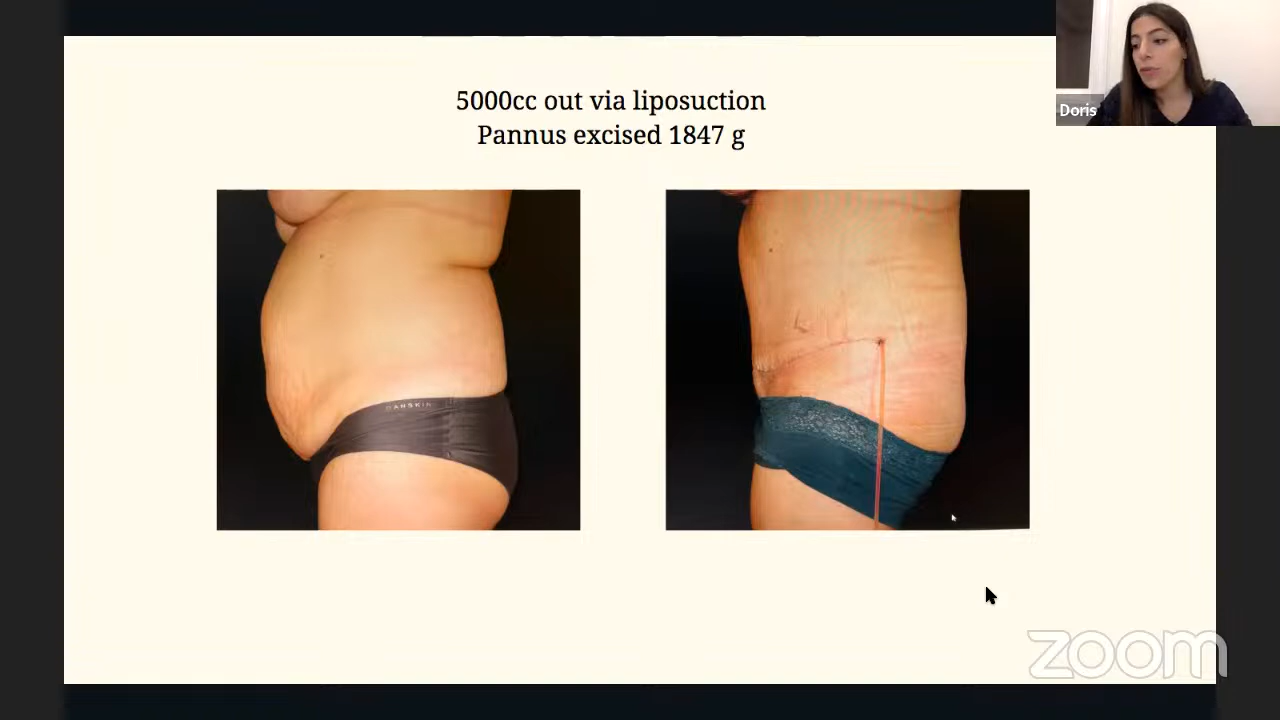 5000cc out via liposuction
Pannus excised 1847 g
Doris
DANSKIN
zoom